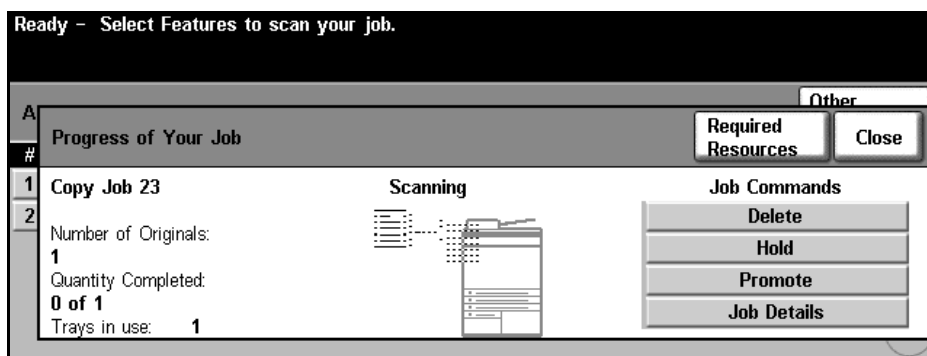 Ready - Select Features to scan your job.
Other
A
Progress of Your Job
Required
Resources
Close
#
1
2
Copy Job 23
Scanning
Job Commands
Number of Originals:
1
Quantity Completed:
0 of 1
Trays in use: 1
Delete
Hold
Promote
Job Details